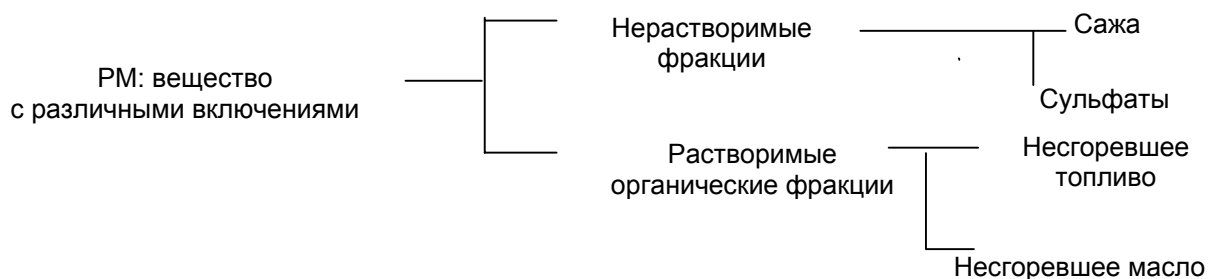 Нерастворимые
фракции
Сажа
РМ: вещество
с различными включениями
Сульфаты
Растворимые
органические фракции
Несгоревшее
топливо
Несгоревшее масло